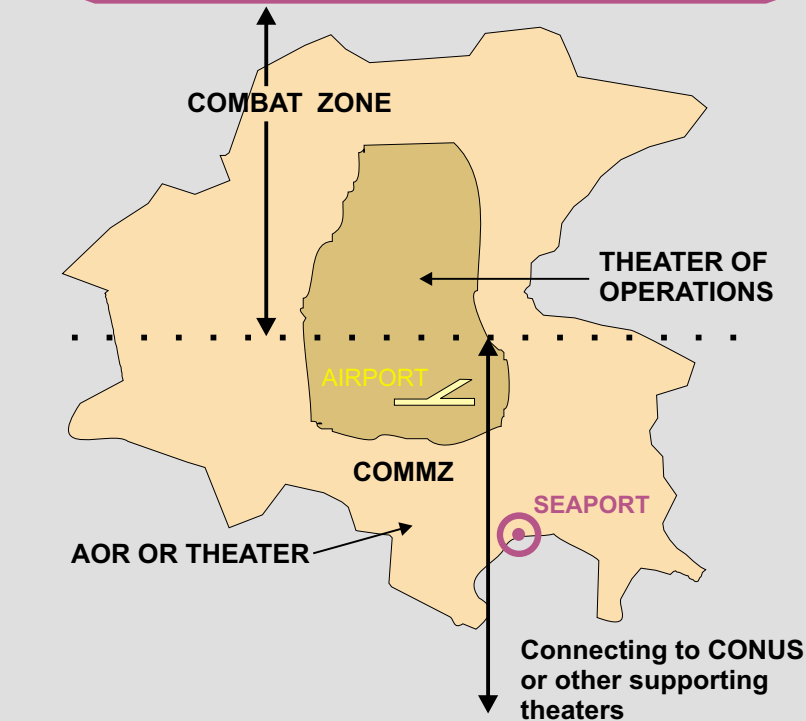 COMBAT ZONE
THEATER OF
OPERATIONS
AIRPORT
COMMZ
SEAPORT
AOR OR THEATER
Connecting to CONUS
or other supporting
theaters